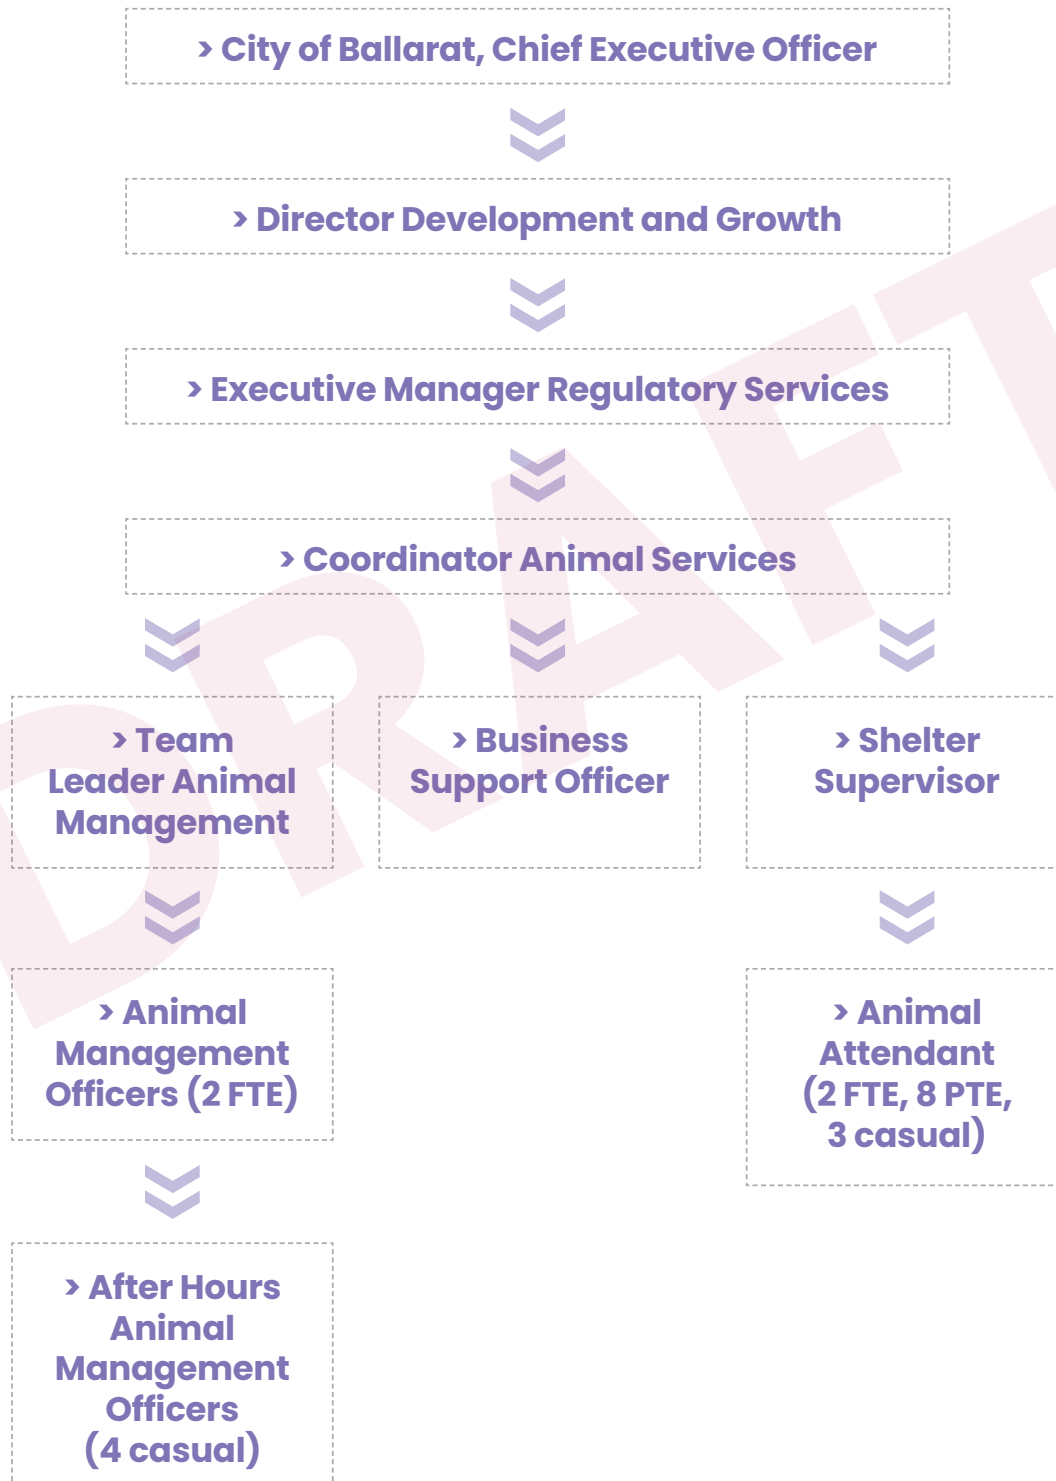 > City of Ballarat, Chief Executive Officer
> Director Development and Growth
> Executive Manager Regulatory Services
> Coordinator Animal Services
> Team
Leader Animal
Management
> Business
Support Officer
> Shelter
Supervisor
> Animal
Management
Officers (2 FTE)
> Animal
Attendant
(2 FTE, 8 PTE,
3 casual)
> After Hours
Animal
Management
Officers
(4 casual)
DRAFT